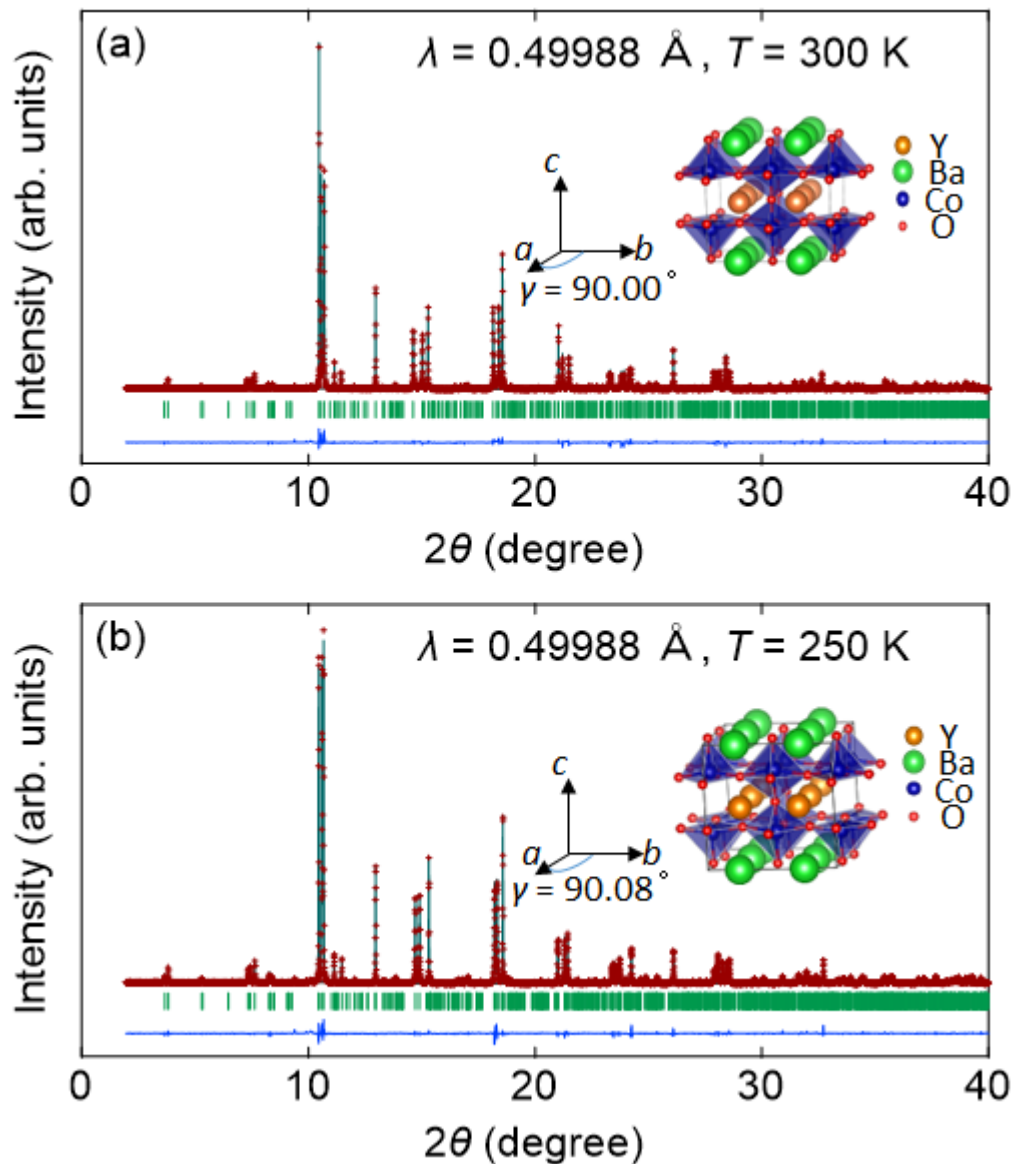 (a)
λ = 0.49988 Å , T = 300 K
Intensity (arb. units)
c
a
b
γ = 90.00°
Y
Ba
Co
O
0 10 20 30 40
2θ (degree)
(b)
λ = 0.49988 Å , T = 250 K
Intensity (arb. units)
c
a
b
γ = 90.08°
Y
Ba
Co
O
0 10 20 30 40
2θ (degree)